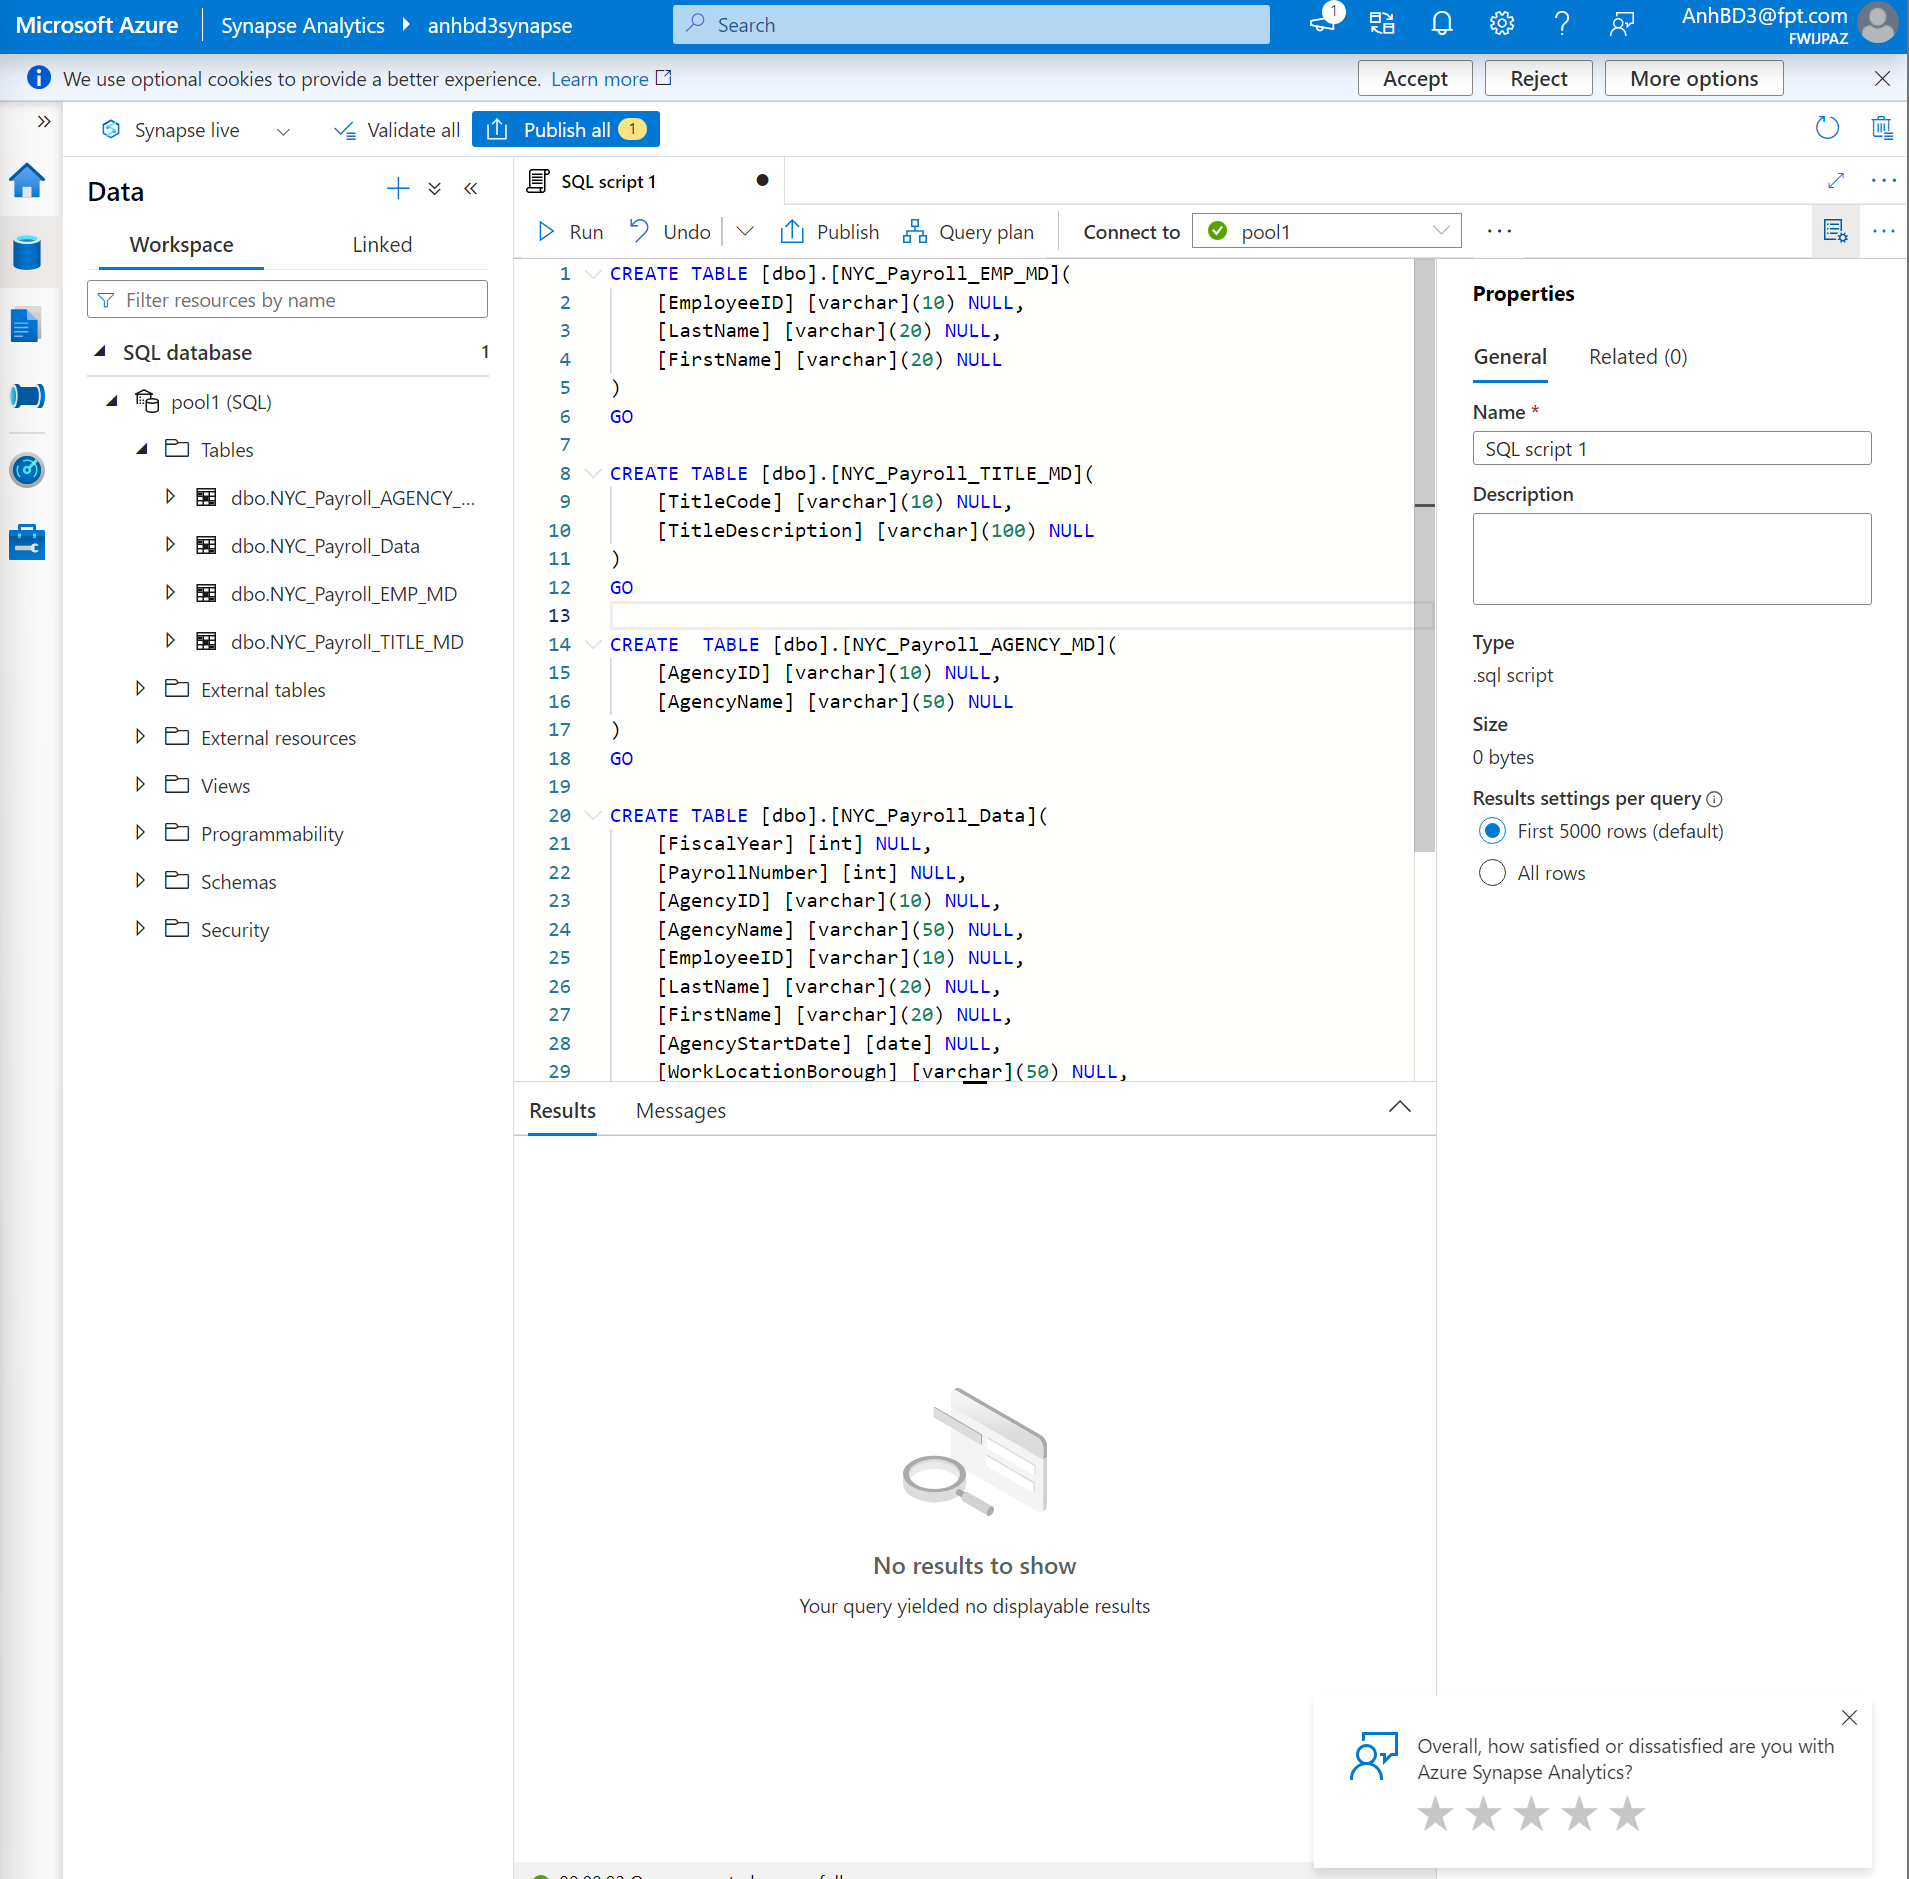 Microsoft Azure
Synapse Analytics
anhbd3synapse
Search
1
AnhBD3@fpt.com
FWIJPAZ
We use optional cookies to provide a better experience. Learn more
Accept
Reject
More options
Synapse live
Validate all
Publish all 1
Data
Workspace
Linked
Filter resources by name
SQL database 1
pool1 (SQL)
Tables
dbo.NYC_Payroll_AGENCY_...
dbo.NYC_Payroll_Data
dbo.NYC_Payroll_EMP_MD
dbo.NYC_Payroll_TITLE_MD
External tables
External resources
Views
Programmability
Schemas
Security
SQL script 1
Run
Undo
Publish
Query plan
Connect to
pool1
1 CREATE TABLE [dbo].[NYC_Payroll_EMP_MD](
2 [EmployeeID] [varchar](10) NULL,
3 [LastName] [varchar](20) NULL,
4 [FirstName] [varchar](20) NULL
5 )
6 GO
7
8 CREATE TABLE [dbo].[NYC_Payroll_TITLE_MD](
9 [TitleCode] [varchar](10) NULL,
10 [TitleDescription] [varchar](100) NULL
11 )
12 GO
13
14 CREATE  TABLE [dbo].[NYC_Payroll_AGENCY_MD](
15 [AgencyID] [varchar](10) NULL,
16 [AgencyName] [varchar](50) NULL
17 )
18 GO
19
20 CREATE TABLE [dbo].[NYC_Payroll_Data](
21 [FiscalYear] [int] NULL,
22 [PayrollNumber] [int] NULL,
23 [AgencyID] [varchar](10) NULL,
24 [AgencyName] [varchar](50) NULL,
25 [EmployeeID] [varchar](10) NULL,
26 [LastName] [varchar](20) NULL,
27 [FirstName] [varchar](20) NULL,
28 [AgencyStartDate] [date] NULL,
29 [WorkLocationBorough] [varchar](50) NULL,
Results
Messages
No results to show
Your query yielded no displayable results
Properties
General
Related (0)
Name *
SQL script 1
Description
Type
.sql script
Size
0 bytes
Results settings per query
First 5000 rows (default)
All rows
Overall, how satisfied or dissatisfied are you with
Azure Synapse Analytics?